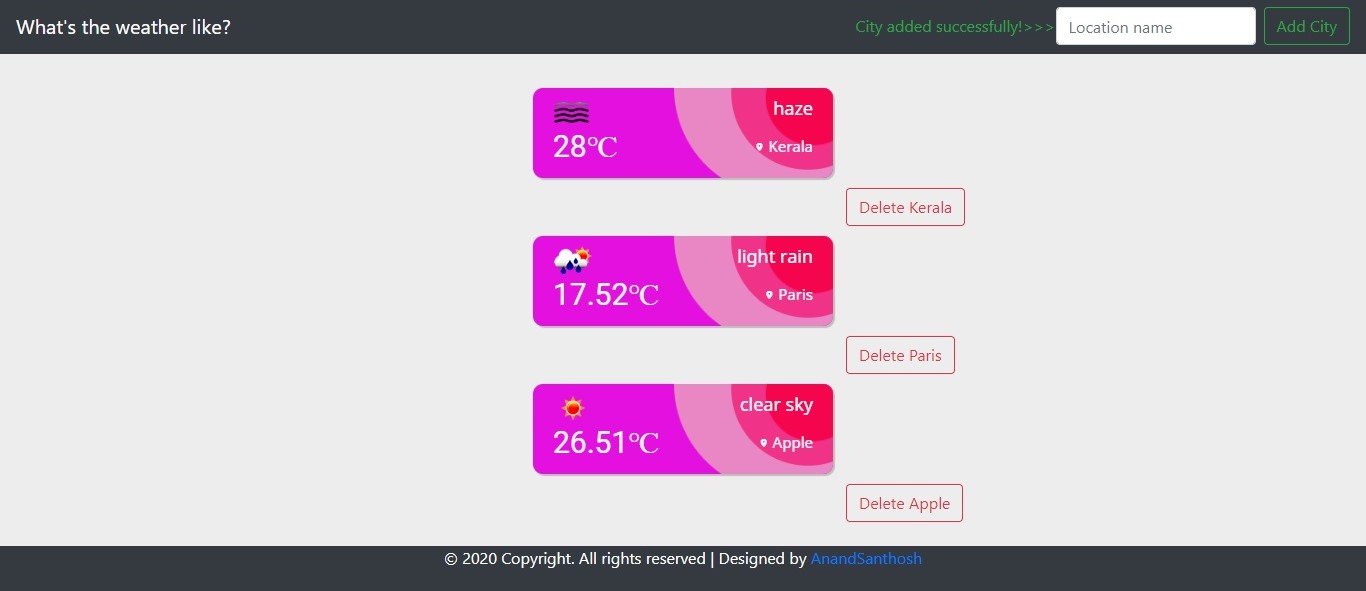 What's the weather like?
City added successfully!>>>
Location name
Add City
haze
28℃
Kerala
Delete Kerala
light rain
17.52℃
Paris
Delete Paris
clear sky
26.51℃
Apple
Delete Apple
© 2020 Copyright. All rights reserved | Designed by AnandSanthosh